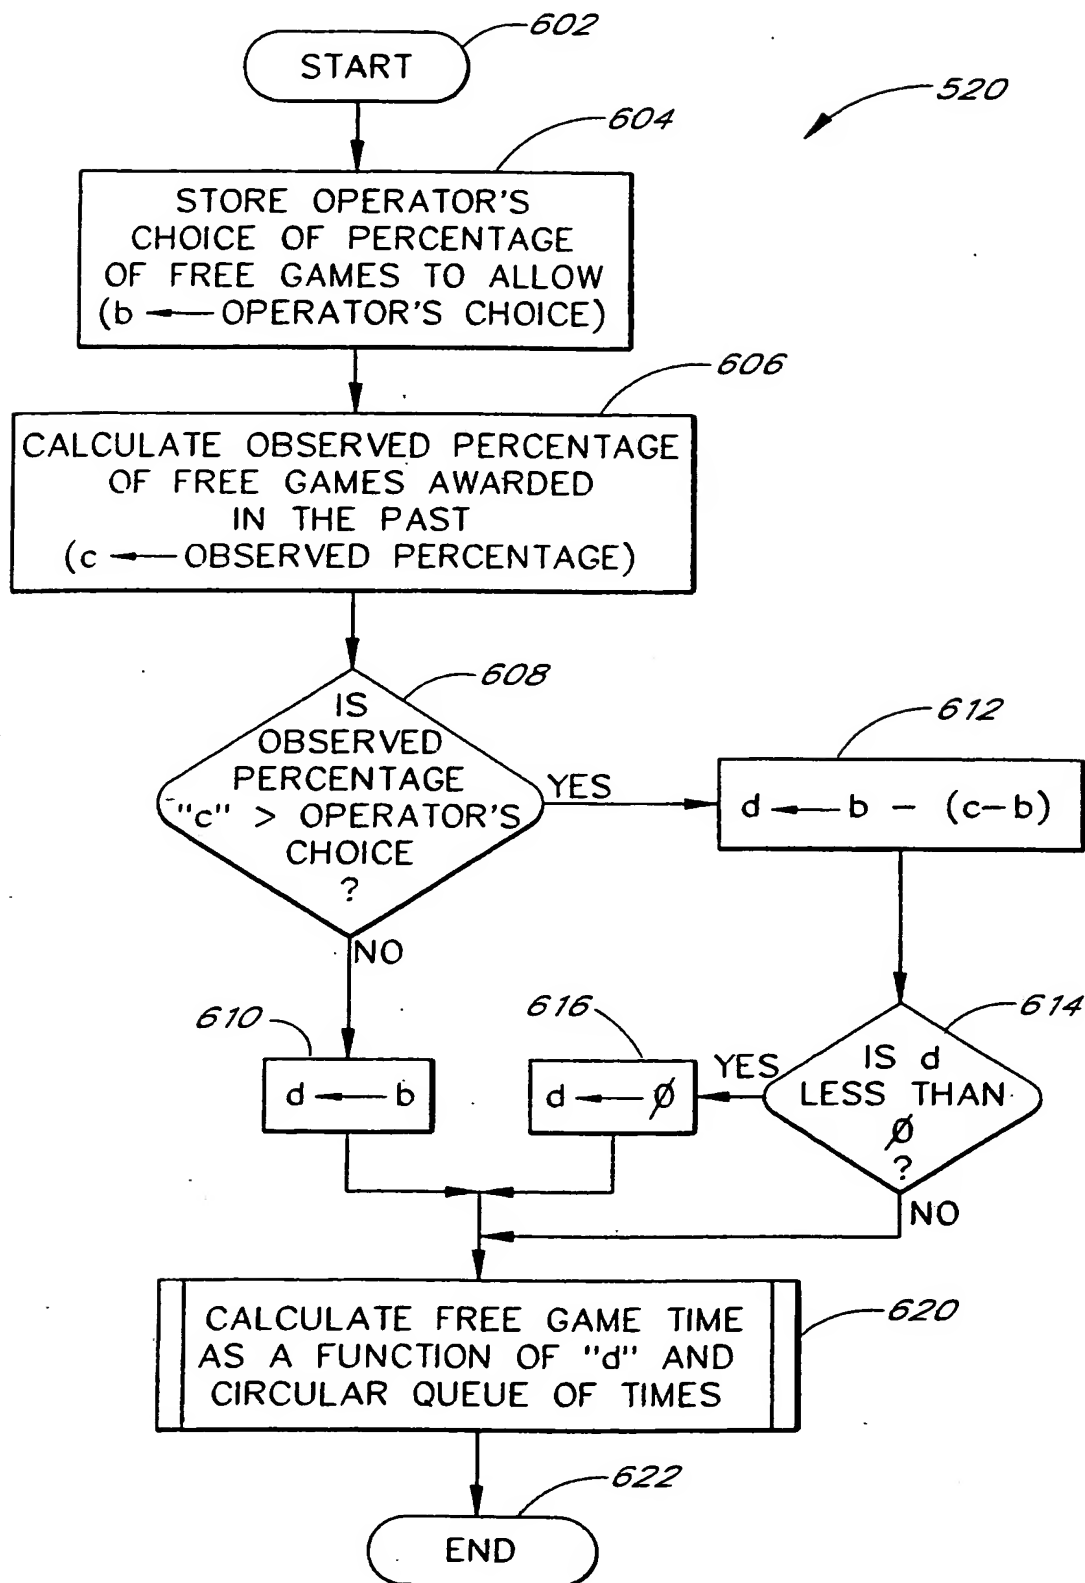 602
START
520
604
STORE OPERATOR'S
CHOICE OF PERCENTAGE
OF FREE GAMES TO ALLOW
(b ← OPERATOR'S CHOICE)
606
CALCULATE OBSERVED PERCENTAGE
OF FREE GAMES AWARDED
IN THE PAST
(c ← OBSERVED PERCENTAGE)
608
IS
OBSERVED
PERCENTAGE
"c" > OPERATOR'S
CHOICE
?
YES
612
d ← b - (c-b)
NO
610
d ← b
616
d ← Ø
YES
614
IS d
LESS THAN
Ø
?
NO
CALCULATE FREE GAME TIME
AS A FUNCTION OF "d" AND
CIRCULAR QUEUE OF TIMES
620
622
END